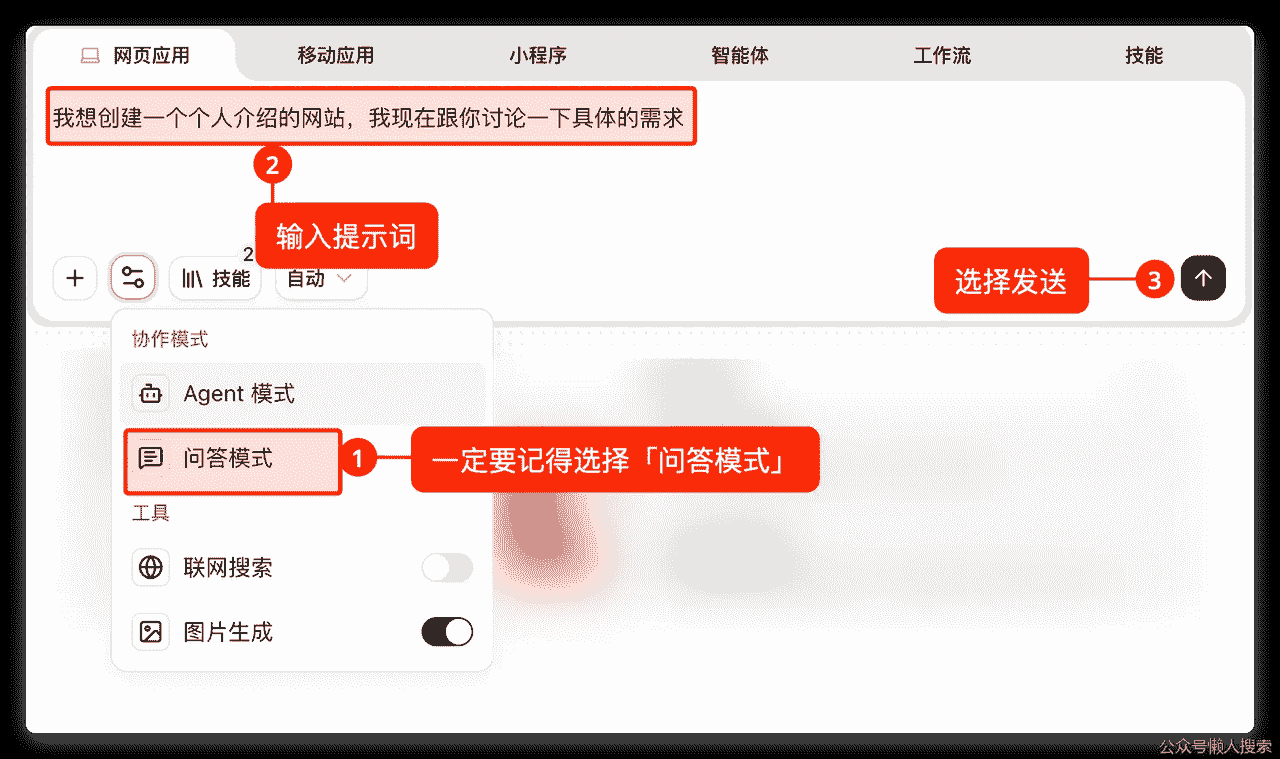 网页应用
移动应用
小程序
智能体
工作流
技能
我想创建一个个人介绍的网站，我现在跟你讨论一下具体的需求
2
输入提示词
2
技能
自动
选择发送
3
协作模式
Agent 模式
问答模式
1
一定要记得选择「问答模式」
工具
联网搜索
图片生成
公众号懒人搜索